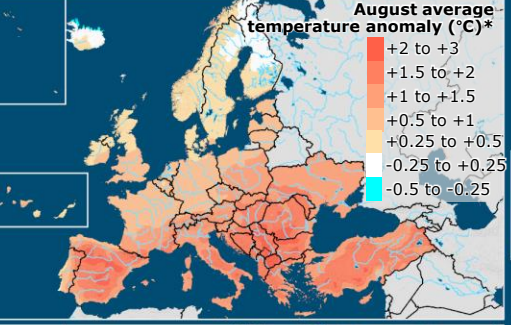 August average
temperature anomaly (°C)*
+2 to +3
+1.5 to +2
+1 to +1.5
+0.5 to +1
+0.25 to +0.5
-0.25 to +0.25
-0.5 to -0.25